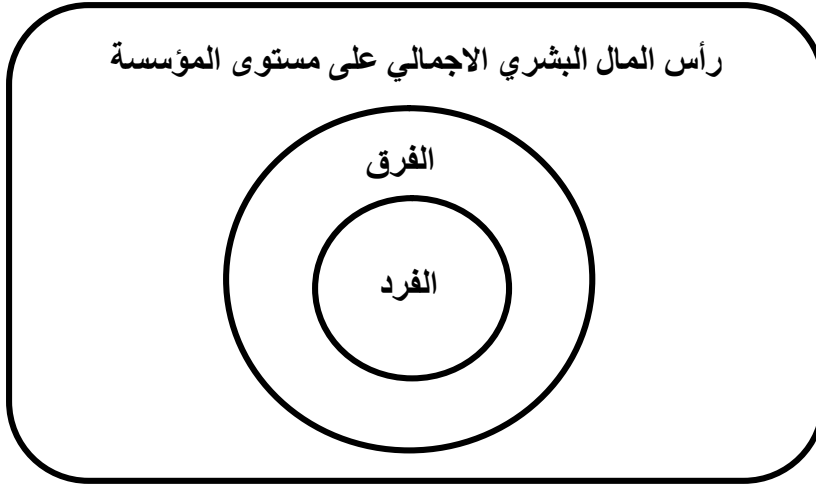 رأس المال البشري الاجمالي على مستوى المؤسسة
الفرق
الفرد